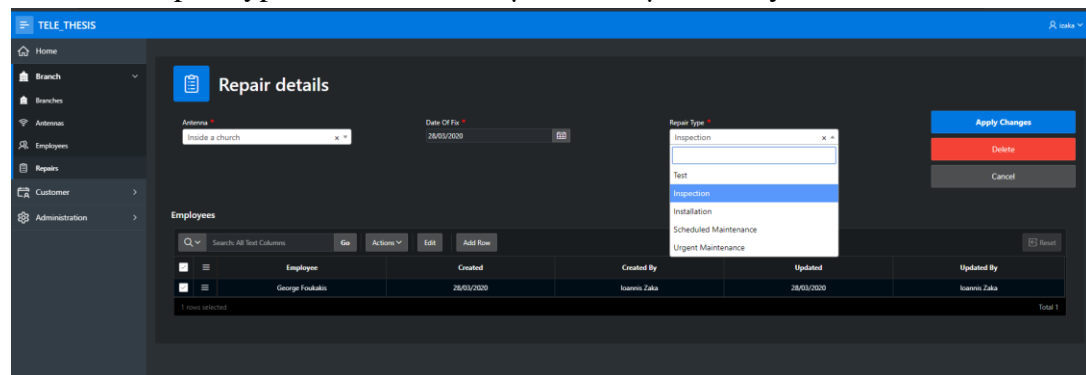 TELE_THESIS
izaka
Home
Branch
Branches
Antennas
Employees
Repairs
Customer
Administration
Repair details
Antenna *
Inside a church x
Date Of Fix *
28/03/2020
Repair Type *
Inspection x
Test
Inspection
Installation
Scheduled Maintenance
Urgent Maintenance
Apply Changes
Delete
Cancel
Employees
Search: All Text Columns Go Actions Edit Add Row Reset
Employee Created Created By Updated Updated By
George Foukakis 28/03/2020 Ioannis Zaka 28/03/2020 Ioannis Zaka
1 rows selected Total 1